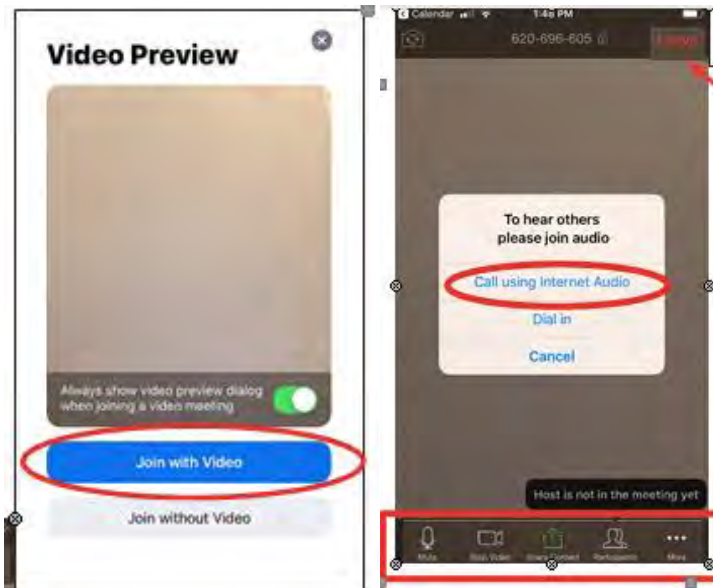 Video Preview
Always show video preview dialog
when joining a video meeting
Join with Video
Join without Video
Calendar 1:48 PM
620-696-605
Leave
To hear others
please join audio
Call using Internet Audio
Dial in
Cancel
Host is not in the meeting yet
Mute Stop Video Share Content Participants More